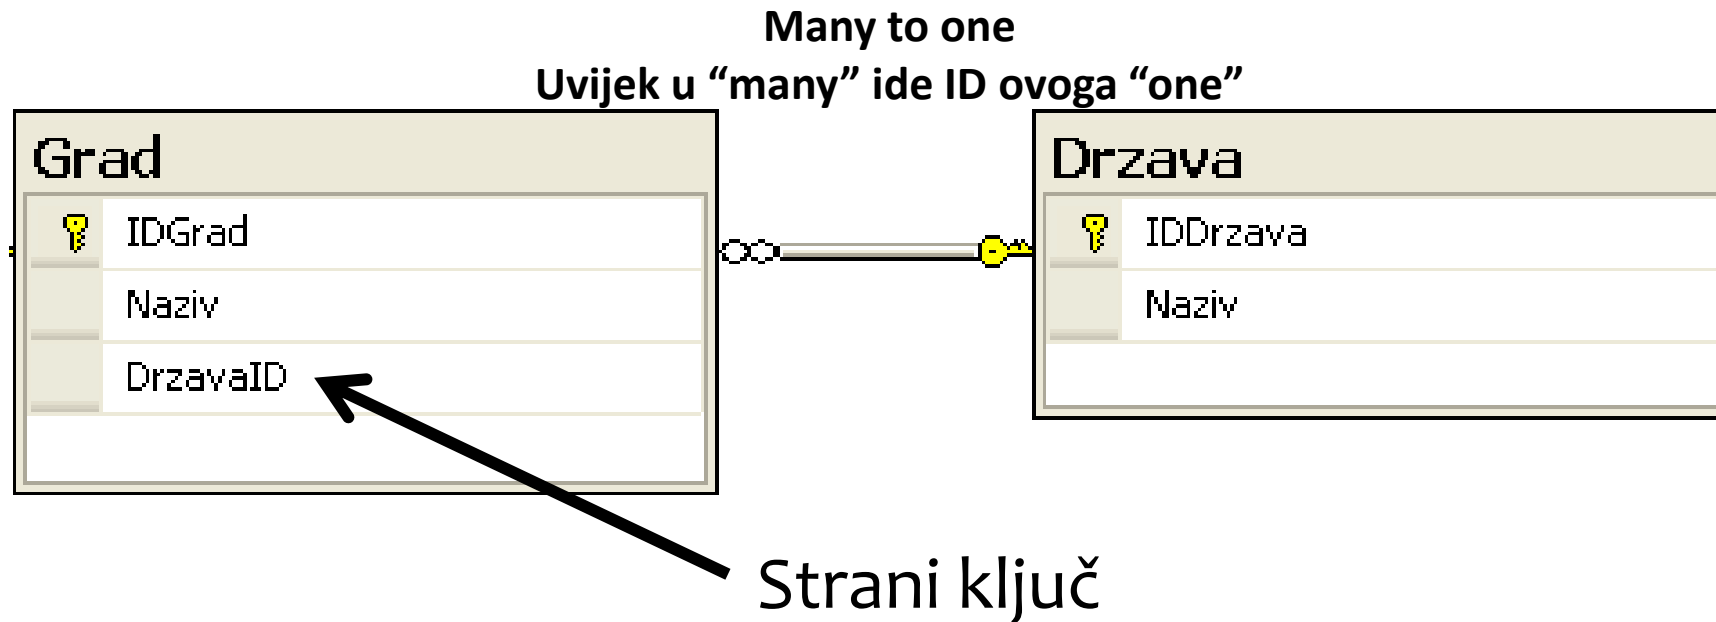 Many to one
Uvijek u “many” ide ID ovoga “one”
Grad
IDGrad
Naziv
DrzavaID
Drzava
IDDrzava
Naziv
Strani ključ